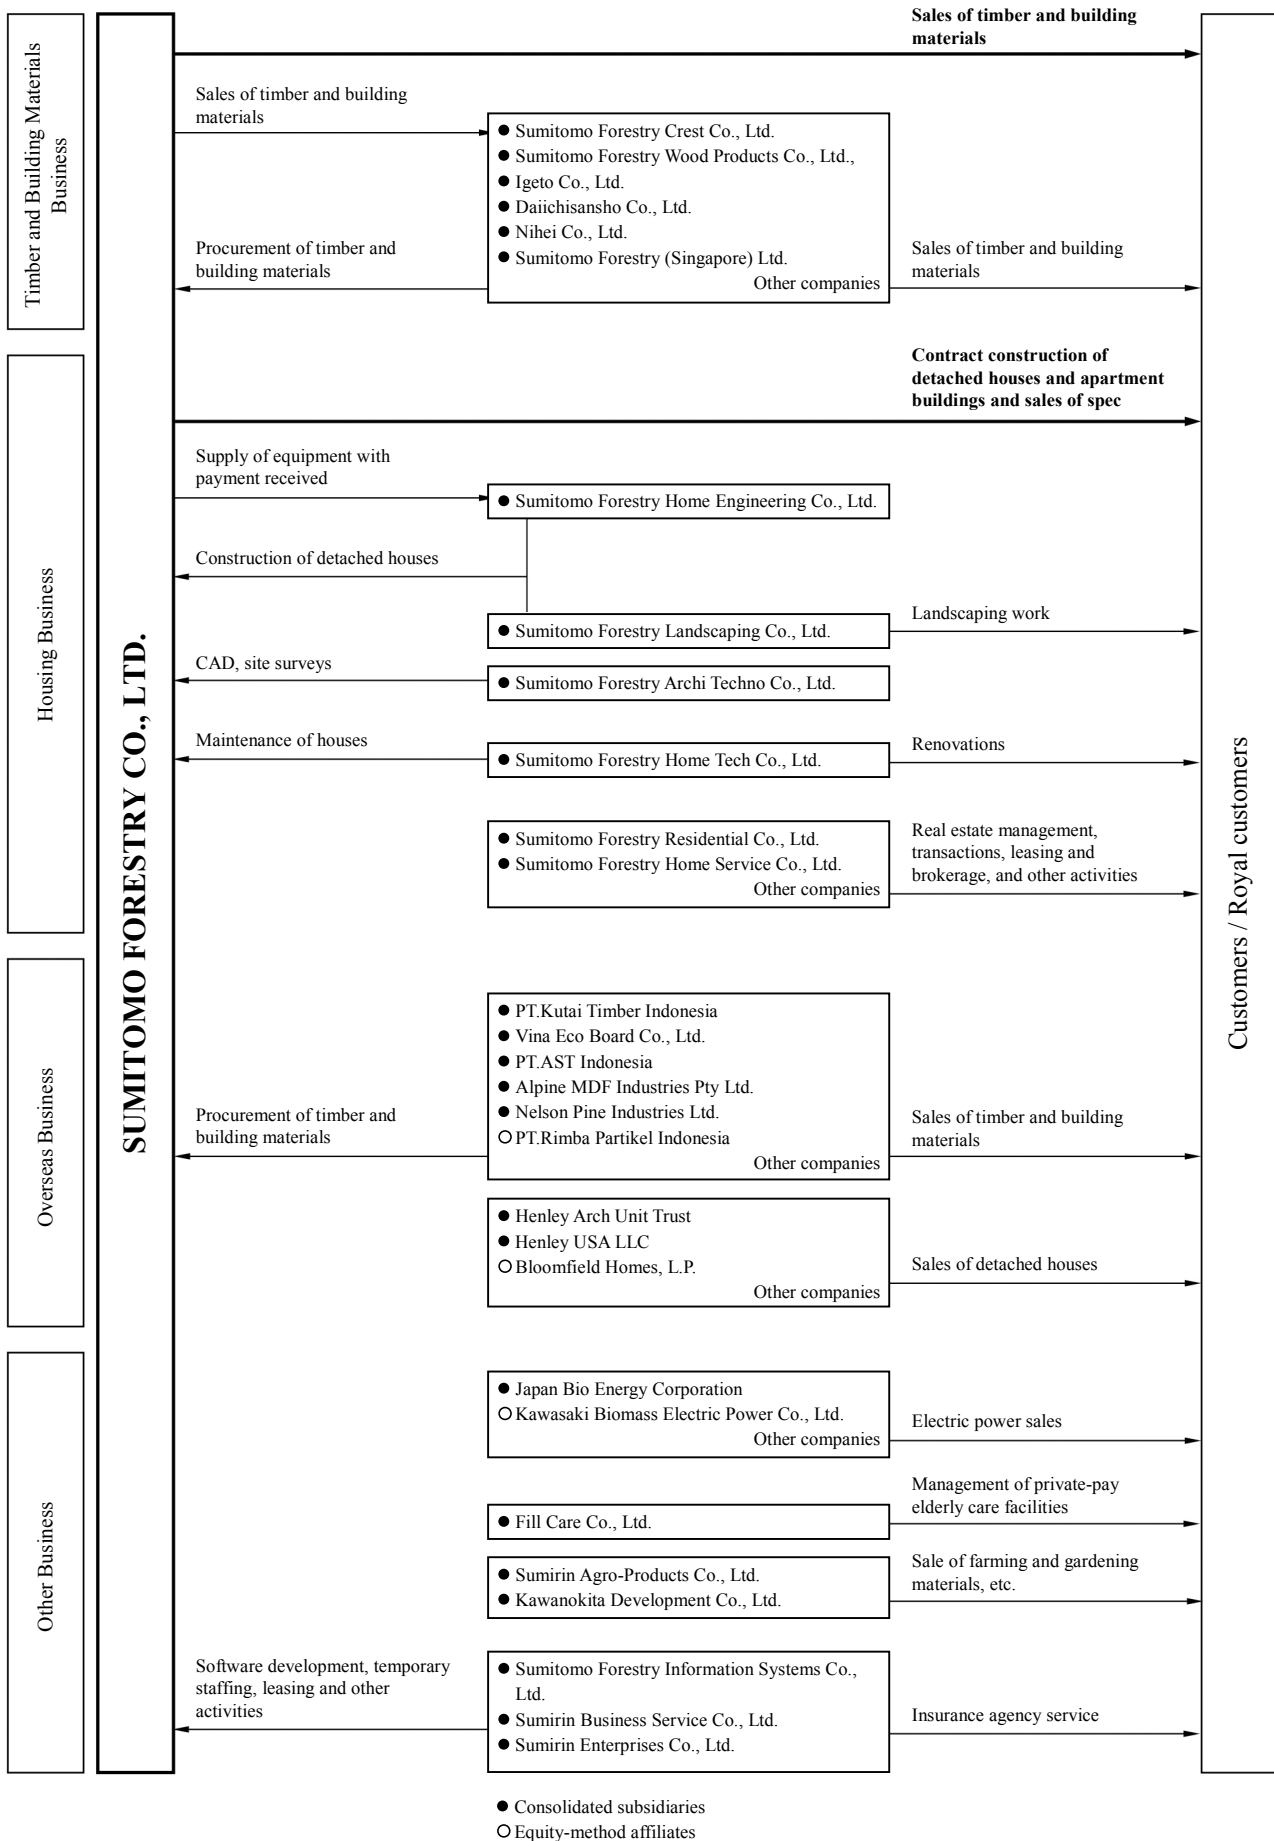 Timber and Building Materials
Business
SUMITOMO FORESTRY CO., LTD.
Customers / Royal customers
Sales of timber and building
materials
Sales of timber and building
materials
● Sumitomo Forestry Crest Co., Ltd.
● Sumitomo Forestry Wood Products Co., Ltd.,
● Igeto Co., Ltd.
● Daiichisansho Co., Ltd.
● Nihei Co., Ltd.
● Sumitomo Forestry (Singapore) Ltd.
Other companies
Procurement of timber and
building materials
Sales of timber and building
materials
Housing Business
Contract construction of
detached houses and apartment
buildings and sales of spec
Supply of equipment with
payment received
● Sumitomo Forestry Home Engineering Co., Ltd.
Construction of detached houses
● Sumitomo Forestry Landscaping Co., Ltd.
Landscaping work
CAD, site surveys
● Sumitomo Forestry Archi Techno Co., Ltd.
Maintenance of houses
● Sumitomo Forestry Home Tech Co., Ltd.
Renovations
● Sumitomo Forestry Residential Co., Ltd.
● Sumitomo Forestry Home Service Co., Ltd.
Other companies
Real estate management,
transactions, leasing and
brokerage, and other activities
Overseas Business
● PT.Kutai Timber Indonesia
● Vina Eco Board Co., Ltd.
● PT.AST Indonesia
● Alpine MDF Industries Pty Ltd.
● Nelson Pine Industries Ltd.
○ PT.Rimba Partikel Indonesia
Other companies
Procurement of timber and
building materials
Sales of timber and building
materials
● Henley Arch Unit Trust
● Henley USA LLC
○ Bloomfield Homes, L.P.
Other companies
Sales of detached houses
Other Business
● Japan Bio Energy Corporation
○ Kawasaki Biomass Electric Power Co., Ltd.
Other companies
Electric power sales
● Fill Care Co., Ltd.
Management of private-pay
elderly care facilities
● Sumirin Agro-Products Co., Ltd.
● Kawanokita Development Co., Ltd.
Sale of farming and gardening
materials, etc.
Software development, temporary
staffing, leasing and other
activities
● Sumitomo Forestry Information Systems Co.,
Ltd.
● Sumirin Business Service Co., Ltd.
● Sumirin Enterprises Co., Ltd.
Insurance agency service
● Consolidated subsidiaries
○ Equity-method affiliates